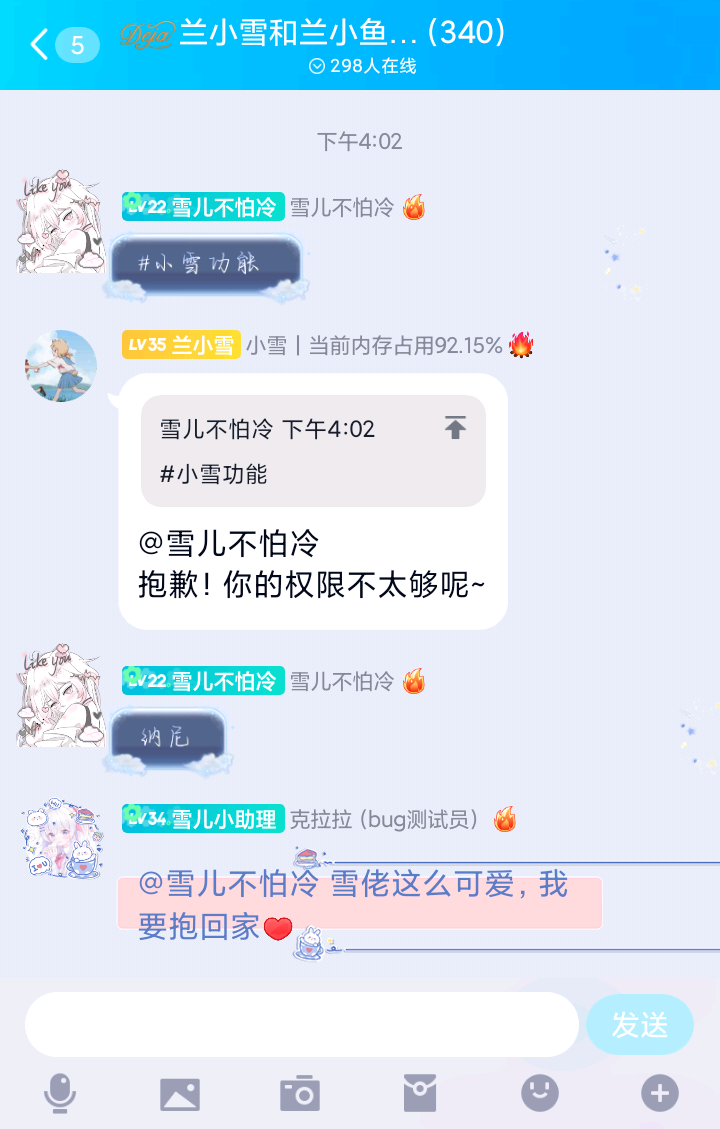 5
Deja 兰小雪和兰小鱼...（340）
298人在线
下午4:02
Like you
LV22 雪儿不怕冷 雪儿不怕冷
#小雪功能
LV35 兰小雪 小雪｜当前内存占用92.15%
雪儿不怕冷 下午4:02
#小雪功能
@雪儿不怕冷
抱歉！你的权限不太够呢~
Like you
LV22 雪儿不怕冷 雪儿不怕冷
纳尼
LV34 雪儿小助理 克拉拉（bug测试员）
I U
@雪儿不怕冷 雪佬这么可爱，我
要抱回家
发送